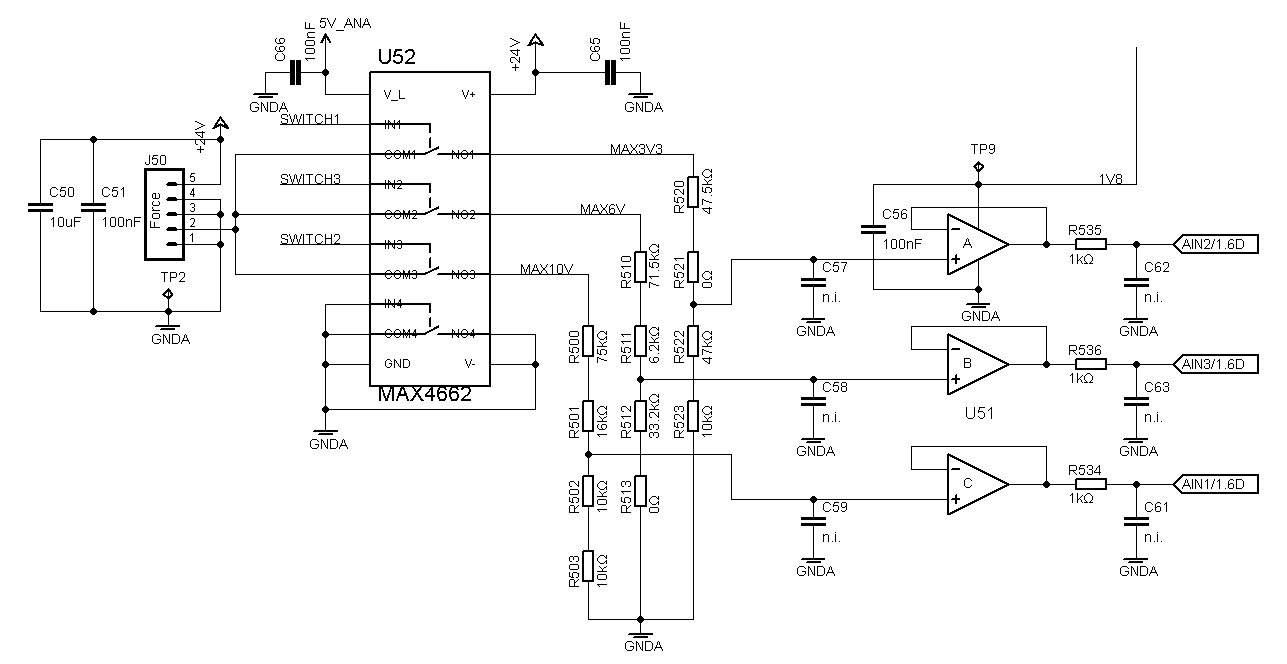 C66
100nF
5V_ANA
+24V
C65
100nF
U52
GNDA
GNDA
V_L
V+
SWITCH1
IN1
COM1
NO1
MAX3V3
SWITCH3
IN2
COM2
NO2
MAX6V
SWITCH2
IN3
COM3
NO3
MAX10V
IN4
COM4
NO4
GND
V-
MAX4662
GNDA
+24V
J50
Force
5
4
3
2
1
C50
10uF
C51
100nF
TP2
GNDA
R520
47.5kΩ
R510
71.5kΩ
R521
0Ω
R500
75kΩ
R511
6.2kΩ
R522
47kΩ
R501
16kΩ
R512
33.2kΩ
R523
10kΩ
R502
10kΩ
R513
0Ω
R503
10kΩ
GNDA
TP9
1V8
C56
100nF
A
GNDA
C57
n.i.
GNDA
R535
1kΩ
AIN2/1.6D
C62
n.i.
GNDA
B
U51
C58
n.i.
GNDA
R536
1kΩ
AIN3/1.6D
C63
n.i.
GNDA
C
C59
n.i.
GNDA
R534
1kΩ
AIN1/1.6D
C61
n.i.
GNDA